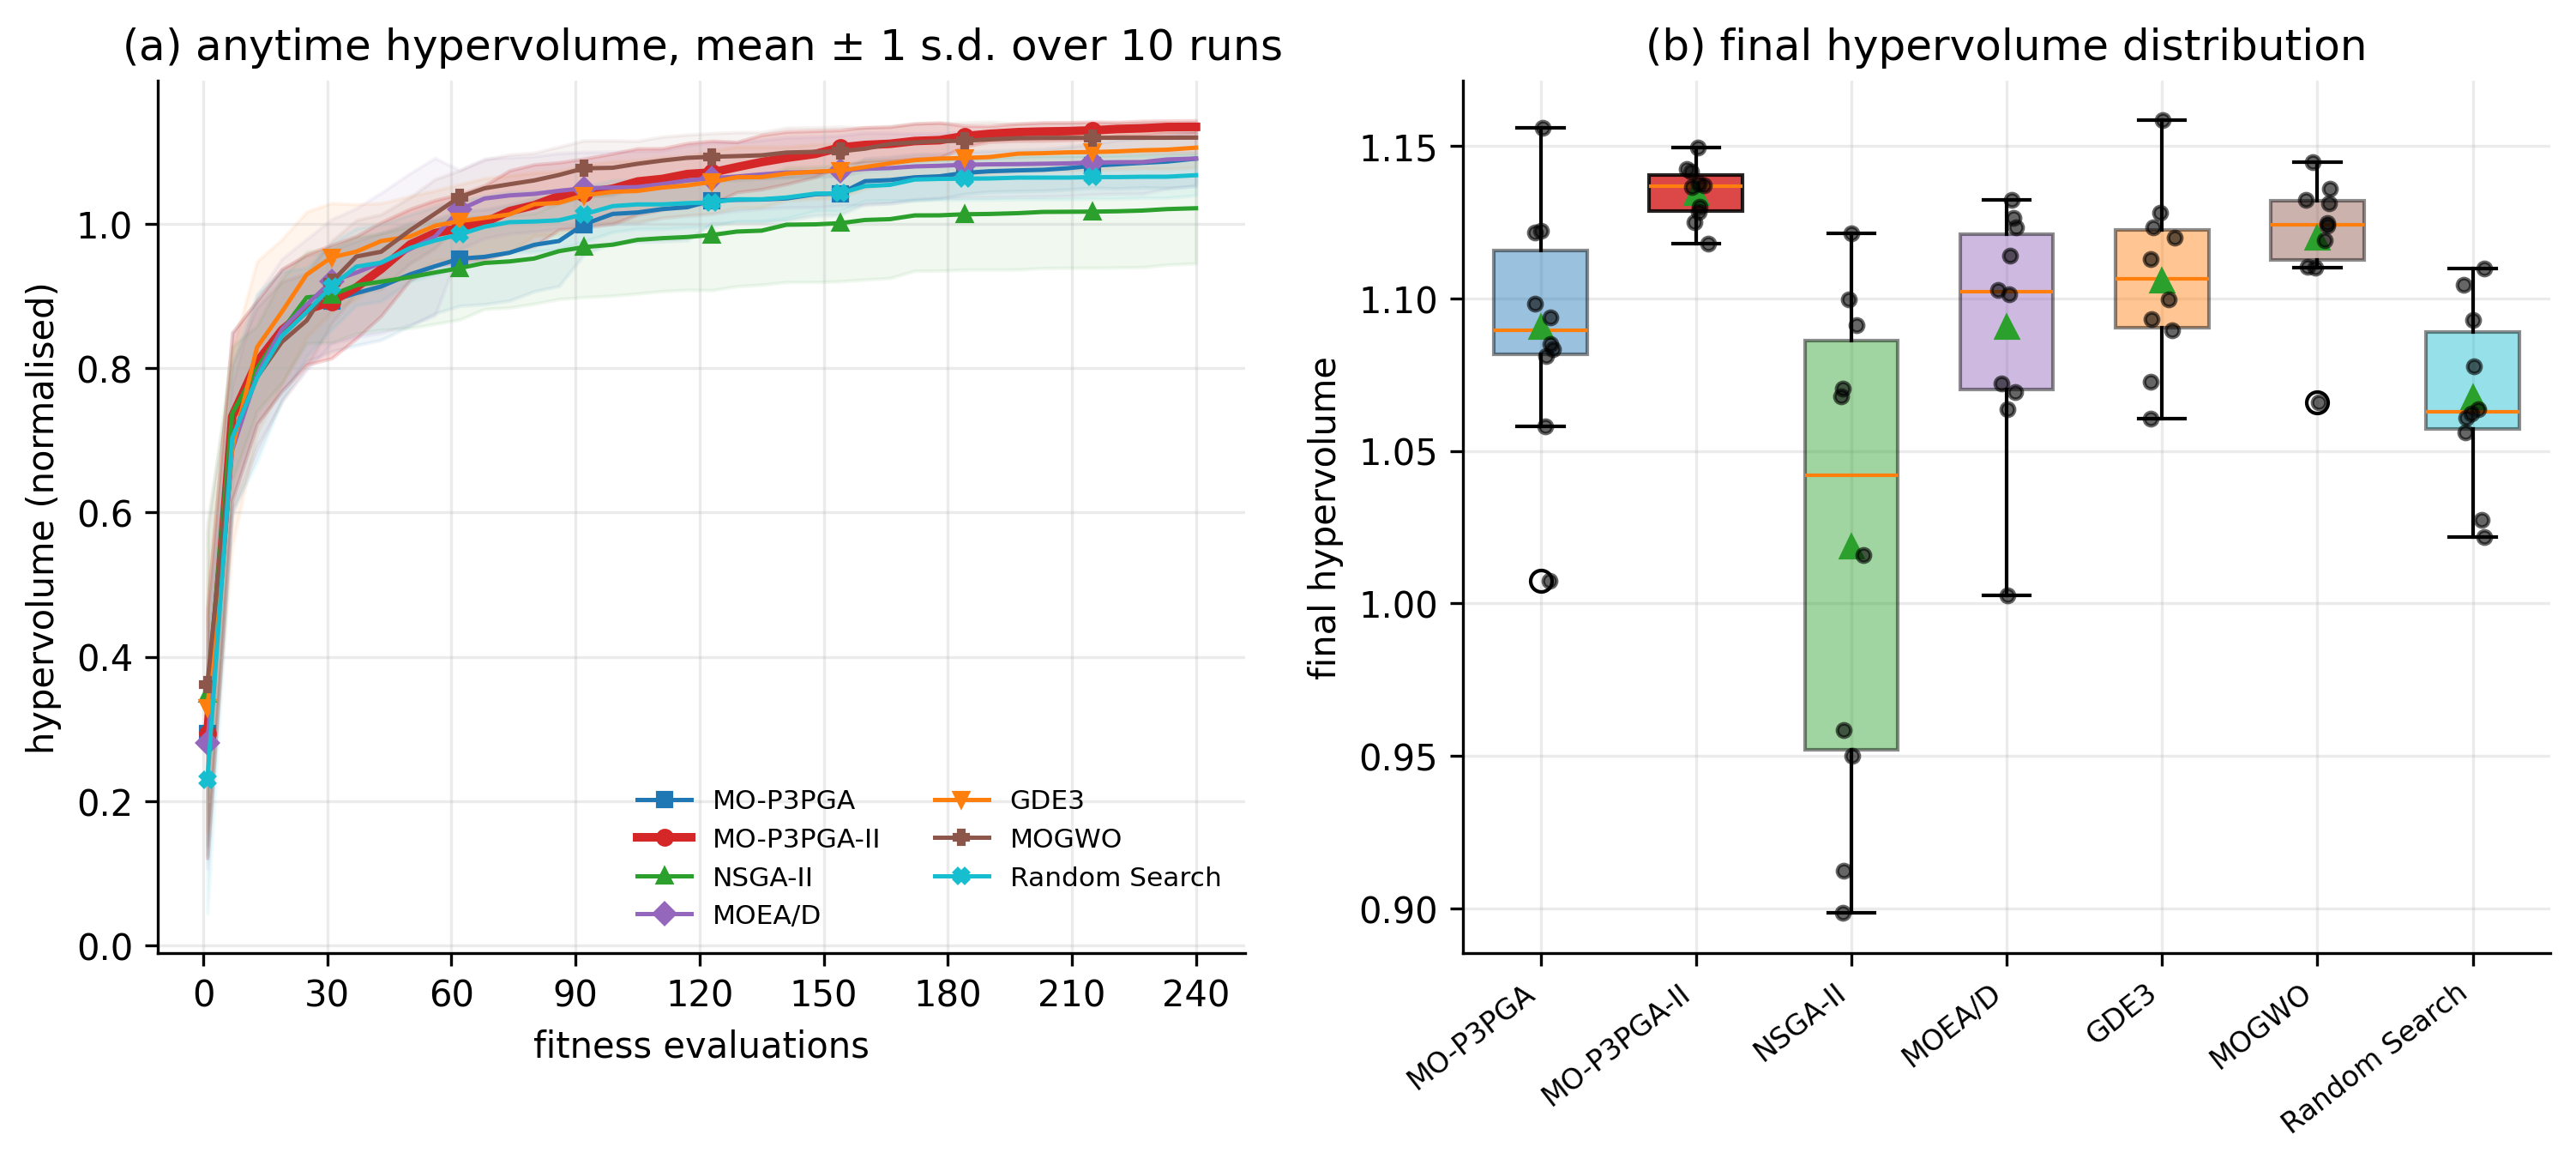 (a) anytime hypervolume, mean ± 1 s.d. over 10 runs
hypervolume (normalised)
1.0
0.8
0.6
0.4
0.2
0.0
0 30 60 90 120 150 180 210 240
fitness evaluations
MO-P3PGA
MO-P3PGA-II
NSGA-II
MOEA/D
GDE3
MOGWO
Random Search
(b) final hypervolume distribution
final hypervolume
1.15
1.10
1.05
1.00
0.95
0.90
MO-P3PGA
MO-P3PGA-II
NSGA-II
MOEA/D
GDE3
MOGWO
Random Search